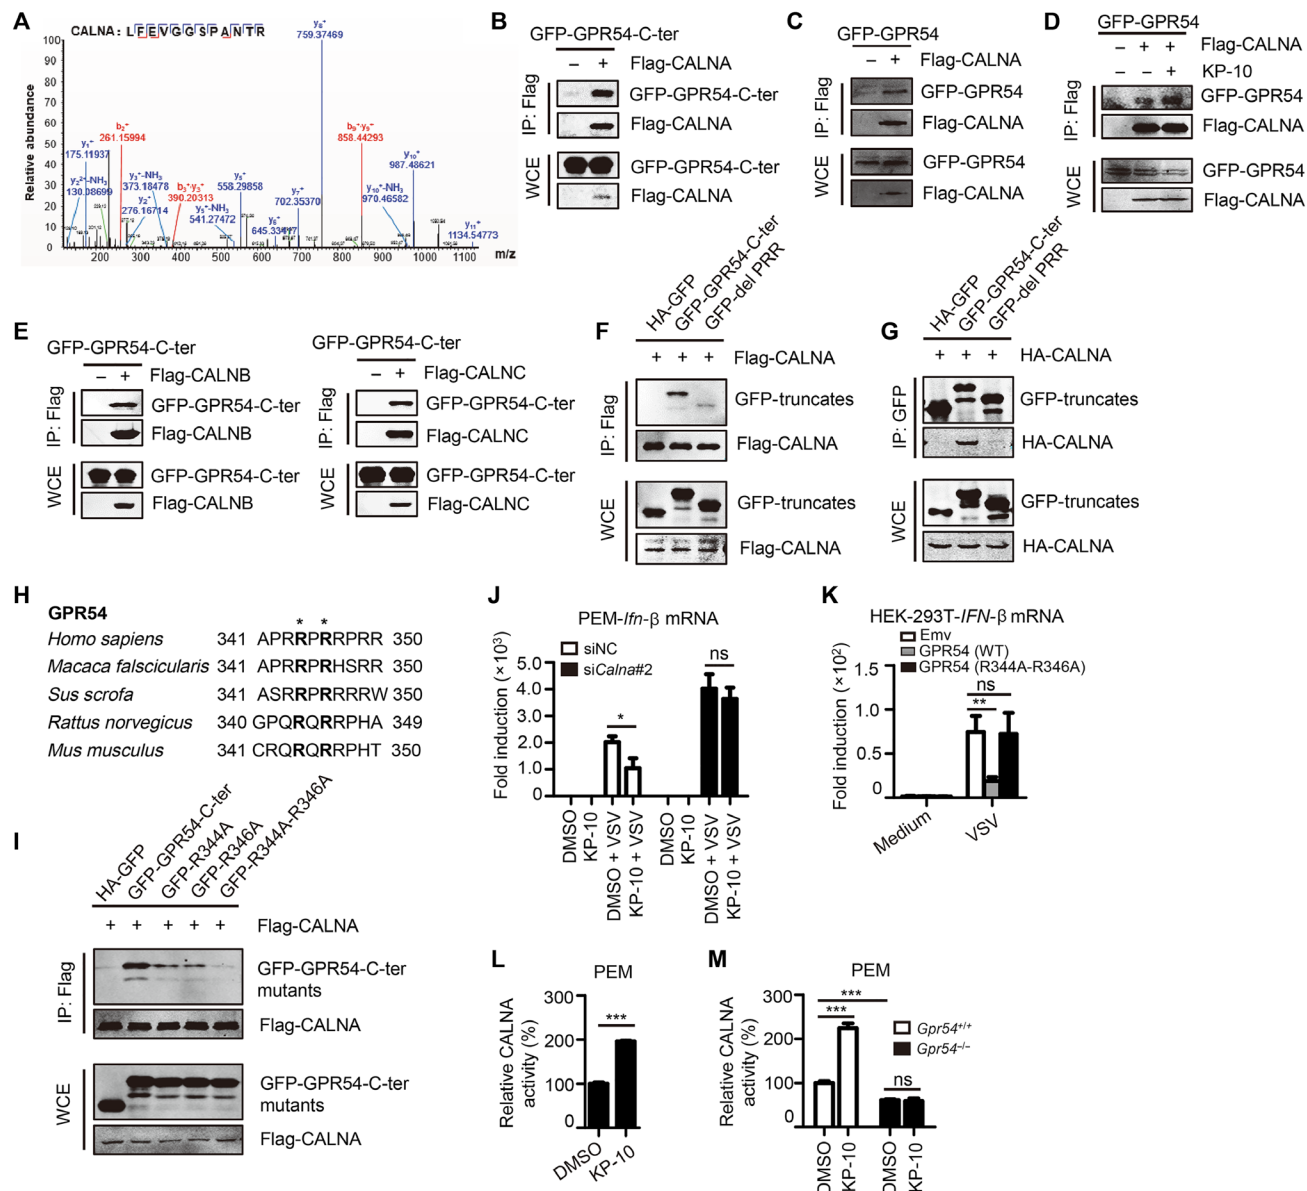 A
CALNA: LFEVGGSPANTR
Relative abundance
100
90
80
70
60
50
40
30
20
10
0
y₁⁺
175.11937
y₂²⁺-NH₃
130.08699
b₂⁺
261.15994
y₃⁺-NH₃
373.18478
y₂⁺
276.16714
b₃⁺·y₃⁺
390.20313
y₅⁺
558.29858
y₅⁺-NH₃
541.27472
y₆⁺
y₇⁺
702.35370
y₈⁺
759.37469
b₉⁺·y₉⁺
858.44293
y₁₀⁺
987.48621
y₁₀⁺-NH₃
970.46582
y₁₁⁺
1134.54773
200 300 400 500 600 700 800 900 1000 1100 m/z
B
GFP-GPR54-C-ter
– + Flag-CALNA
IP: Flag
GFP-GPR54-C-ter
Flag-CALNA
WCE
GFP-GPR54-C-ter
Flag-CALNA
C
GFP-GPR54
– + Flag-CALNA
IP: Flag
GFP-GPR54
Flag-CALNA
WCE
GFP-GPR54
Flag-CALNA
D
GFP-GPR54
– + + Flag-CALNA
– – + KP-10
IP: Flag
GFP-GPR54
Flag-CALNA
WCE
GFP-GPR54
Flag-CALNA
E
GFP-GPR54-C-ter
– + Flag-CALNB
IP: Flag
GFP-GPR54-C-ter
Flag-CALNB
WCE
GFP-GPR54-C-ter
Flag-CALNB
GFP-GPR54-C-ter
– + Flag-CALNC
IP: Flag
GFP-GPR54-C-ter
Flag-CALNC
WCE
GFP-GPR54-C-ter
Flag-CALNC
F
HA-GFP
GFP-GPR54-C-ter
GFP-del PRR
+ + + Flag-CALNA
IP: Flag
GFP-truncates
Flag-CALNA
WCE
GFP-truncates
Flag-CALNA
G
HA-GFP
GFP-GPR54-C-ter
GFP-del PRR
+ + + HA-CALNA
IP: GFP
GFP-truncates
HA-CALNA
WCE
GFP-truncates
HA-CALNA
H
GPR54
* *
Homo sapiens 341 APRRPRRPRR 350
Macaca falscicularis 341 APRRPRHSRR 350
Sus scrofa 341 ASRRPRRRRW 350
Rattus norvegicus 340 GPQRQRRPHA 349
Mus musculus 341 CRQRQRRPHT 350
I
HA-GFP
GFP-GPR54-C-ter
GFP-R344A
GFP-R346A
GFP-R344A-R346A
+ + + + + Flag-CALNA
IP: Flag
GFP-GPR54-C-ter
mutants
Flag-CALNA
WCE
GFP-GPR54-C-ter
mutants
Flag-CALNA
J
PEM-Ifn-β mRNA
siNC
siCalna#2
Fold induction (×10³)
5.0
4.0
3.0
2.0
1.0
0
*
ns
DMSO
KP-10
DMSO + VSV
KP-10 + VSV
DMSO
KP-10
DMSO + VSV
KP-10 + VSV
K
HEK-293T-IFN-β mRNA
Emv
GPR54 (WT)
GPR54 (R344A-R346A)
Fold induction (×10²)
1.5
1.0
0.5
0
ns
**
Medium
VSV
L
PEM
Relative CALNA
activity (%)
300
200
100
0
***
DMSO
KP-10
M
PEM
Relative CALNA
activity (%)
300
200
100
0
***
***
ns
Gpr54⁺/⁺
Gpr54⁻/⁻
DMSO
KP-10
DMSO
KP-10